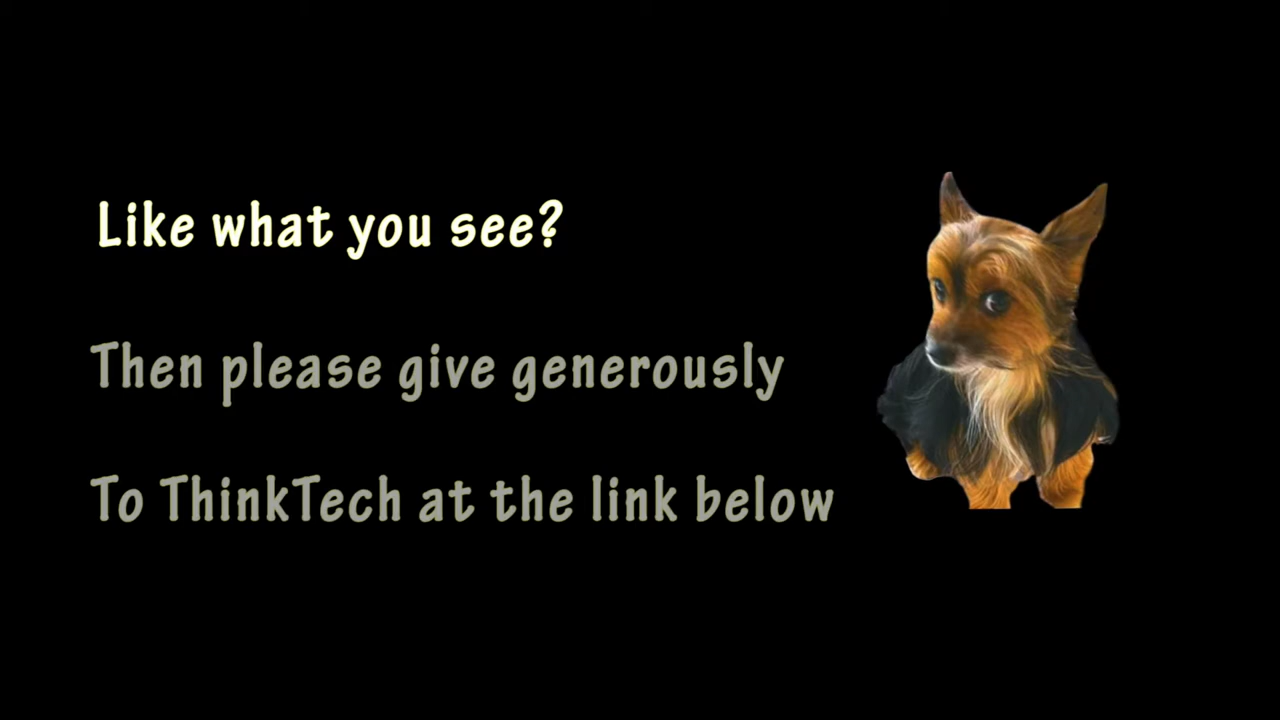 Like what you see?
Then please give generously
To ThinkTech at the link below